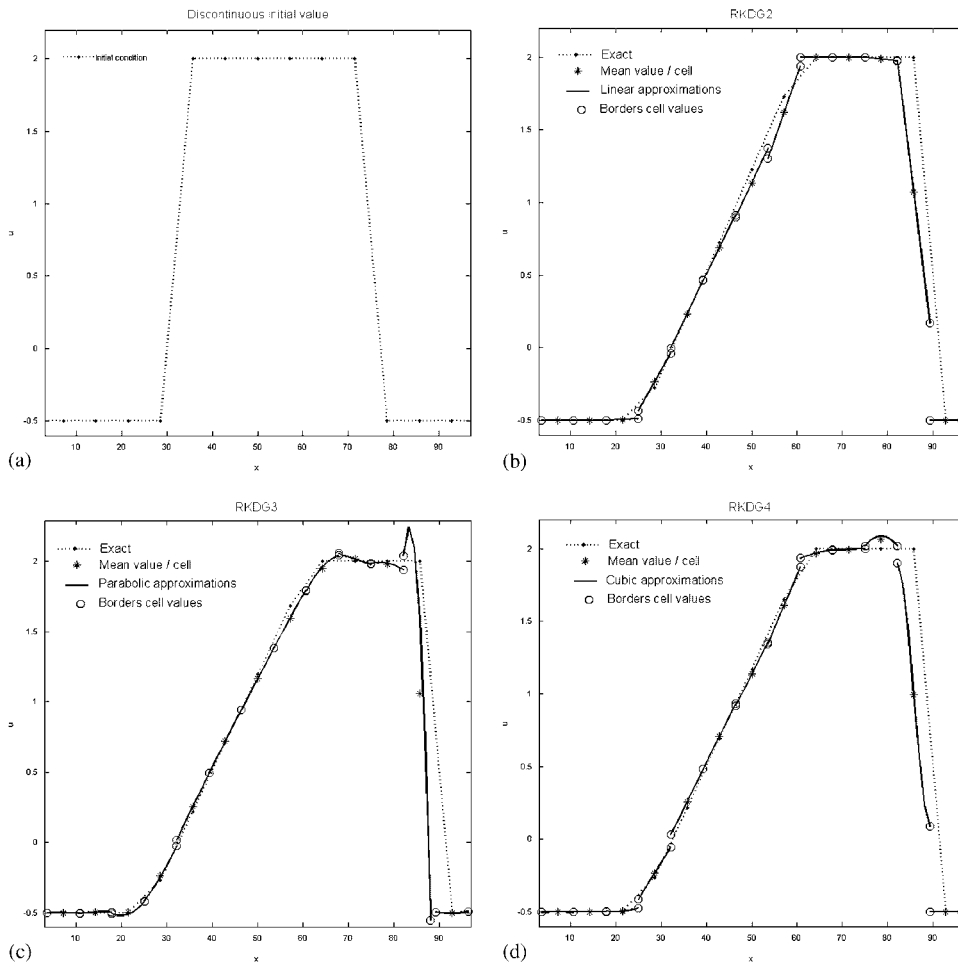 Discontinuous initial value
Initial condition
2
1.5
1
0.5
0
-0.5
u
10 20 30 40 50 60 70 80 90
x
(a)
RKDG2
Exact
Mean value / cell
Linear approximations
Borders cell values
2
1.5
1
0.5
0
-0.5
u
10 20 30 40 50 60 70 80 90
x
(b)
RKDG3
Exact
Mean value / cell
Parabolic approximations
Borders cell values
2
1.5
1
0.5
0
-0.5
u
10 20 30 40 50 60 70 80 90
x
(c)
RKDG4
Exact
Mean value / cell
Cubic approximations
Borders cell values
2
1.5
1
0.5
0
-0.5
u
10 20 30 40 50 60 70 80 90
x
(d)